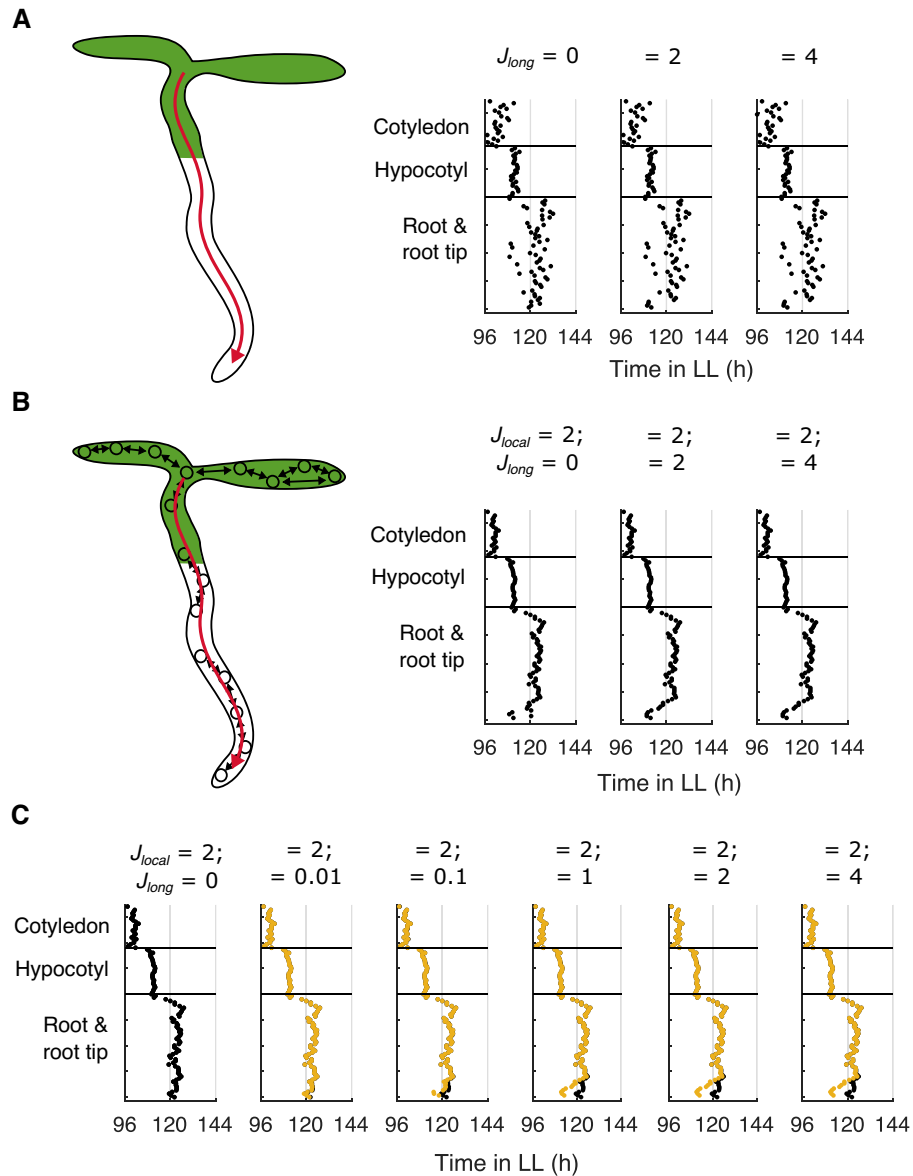 A
J_long = 0 = 2 = 4
Cotyledon
Hypocotyl
Root &
root tip
96 120 144 96 120 144 96 120 144
Time in LL (h)
B
J_local = 2; = 2; = 2;
J_long = 0 = 2 = 4
Cotyledon
Hypocotyl
Root &
root tip
96 120 144 96 120 144 96 120 144
Time in LL (h)
C
J_local = 2; = 2; = 2; = 2; = 2; = 2;
J_long = 0 = 0.01 = 0.1 = 1 = 2 = 4
Cotyledon
Hypocotyl
Root &
root tip
96 120 144 96 120 144 96 120 144 96 120 144 96 120 144 96 120 144
Time in LL (h)